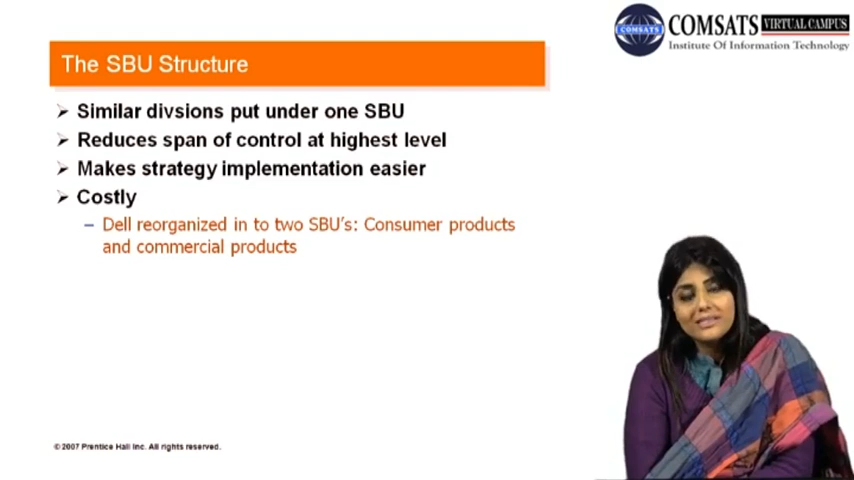 COMSATS VIRTUAL CAMPUS
COMSATS
Institute Of Information Technology
The SBU Structure
Similar divsions put under one SBU
Reduces span of control at highest level
Makes strategy implementation easier
Costly
– Dell reorganized in to two SBU's: Consumer products
and commercial products
© 2007 Prentice Hall Inc. All rights reserved.